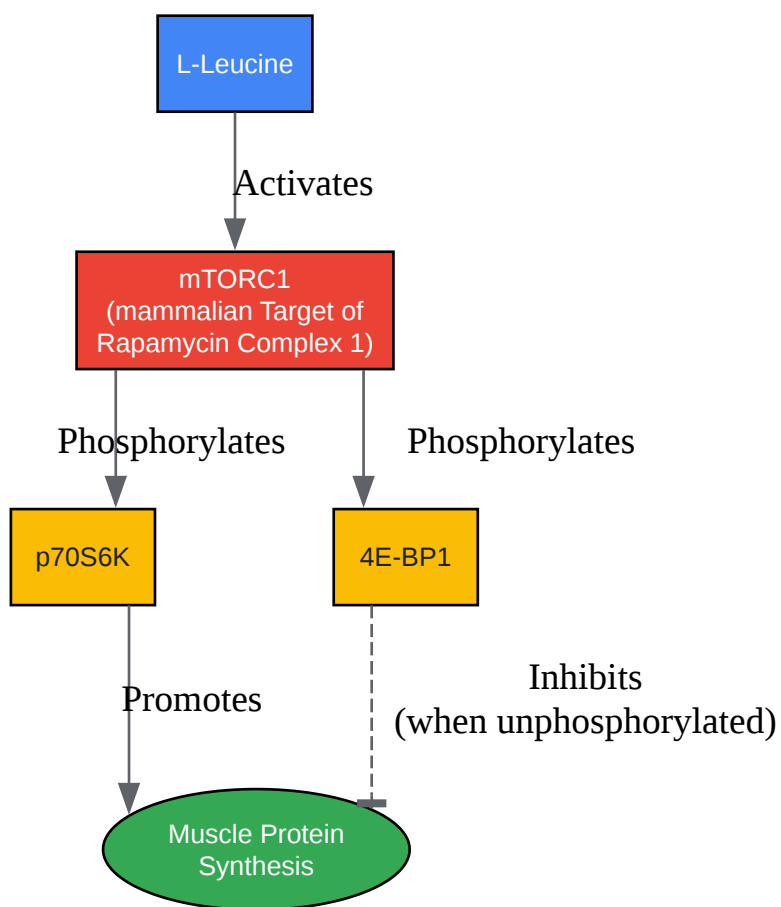 L-Leucine
Activates
mTORC1
(mammalian Target of
Rapamycin Complex 1)
Phosphorylates
Phosphorylates
p70S6K
4E-BP1
Promotes
Inhibits
(when unphosphorylated)
Muscle Protein
Synthesis